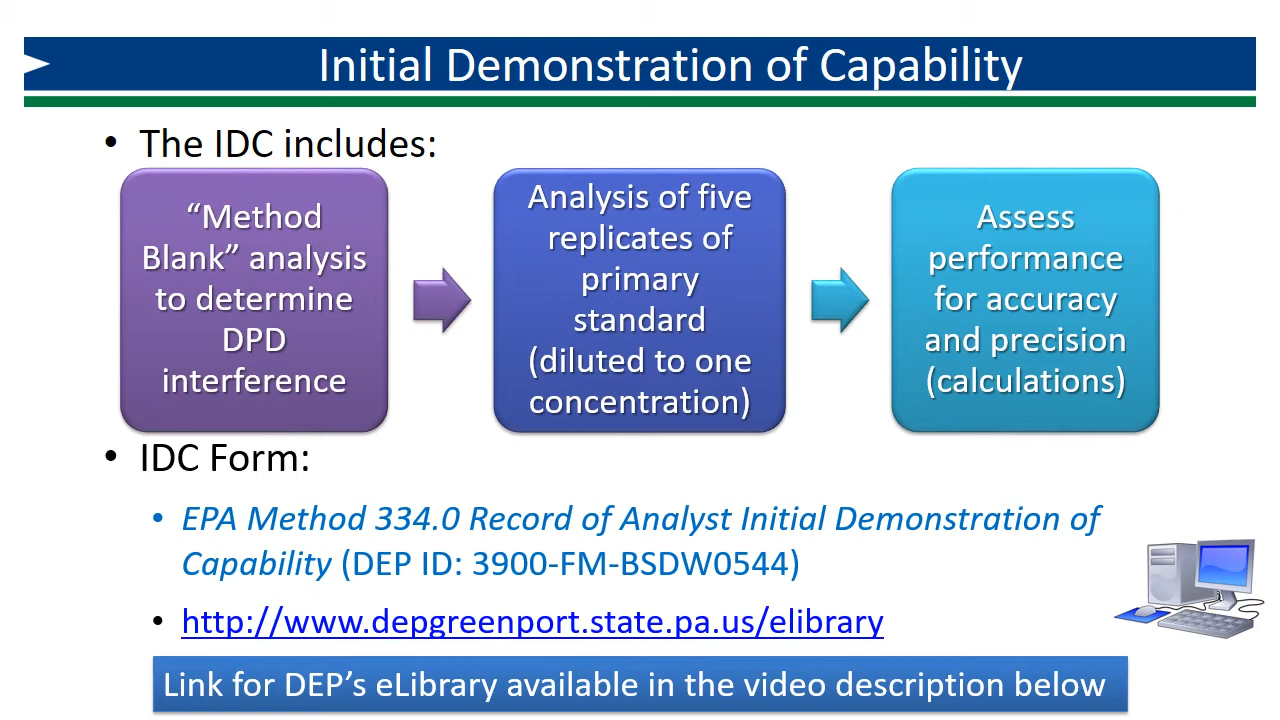 Initial Demonstration of Capability
• The IDC includes:
“Method
Blank” analysis
to determine
DPD
interference
Analysis of five
replicates of
primary
standard
(diluted to one
concentration)
Assess
performance
for accuracy
and precision
(calculations)
• IDC Form:
• EPA Method 334.0 Record of Analyst Initial Demonstration of
Capability (DEP ID: 3900-FM-BSDW0544)
• http://www.depgreenport.state.pa.us/elibrary
Link for DEP’s eLibrary available in the video description below